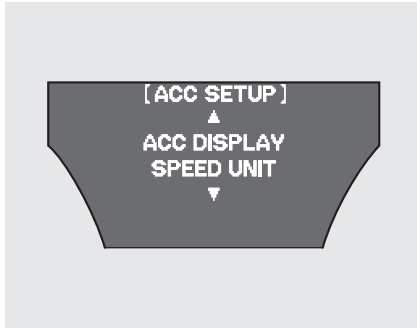 [ACC SETUP]
▲
ACC DISPLAY
SPEED UNIT
▼